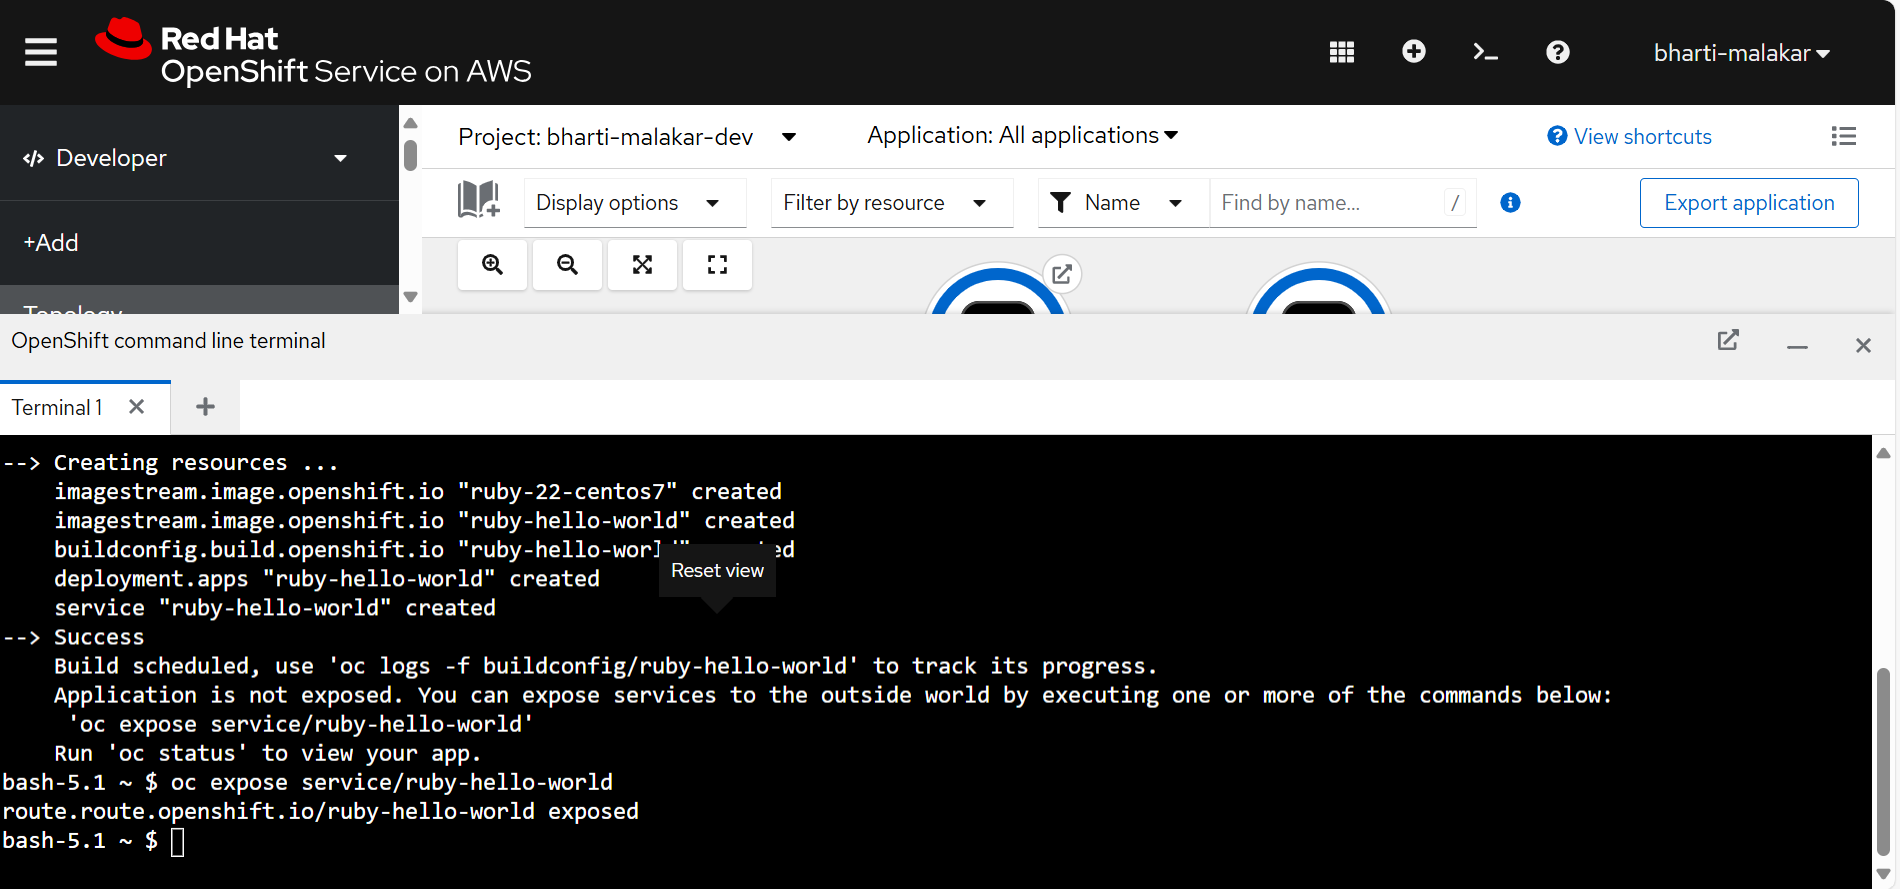 Red Hat
OpenShift Service on AWS
bharti-malakar
Developer
Project: bharti-malakar-dev
Application: All applications
View shortcuts
Display options
Filter by resource
Name
Find by name...
/
Export application
+Add
Topology
OpenShift command line terminal
Terminal 1
--> Creating resources ...
imagestream.image.openshift.io "ruby-22-centos7" created
imagestream.image.openshift.io "ruby-hello-world" created
buildconfig.build.openshift.io "ruby-hello-world" created
deployment.apps "ruby-hello-world" created
Reset view
service "ruby-hello-world" created
--> Success
Build scheduled, use 'oc logs -f buildconfig/ruby-hello-world' to track its progress.
Application is not exposed. You can expose services to the outside world by executing one or more of the commands below:
'oc expose service/ruby-hello-world'
Run 'oc status' to view your app.
bash-5.1 ~ $ oc expose service/ruby-hello-world
route.route.openshift.io/ruby-hello-world exposed
bash-5.1 ~ $